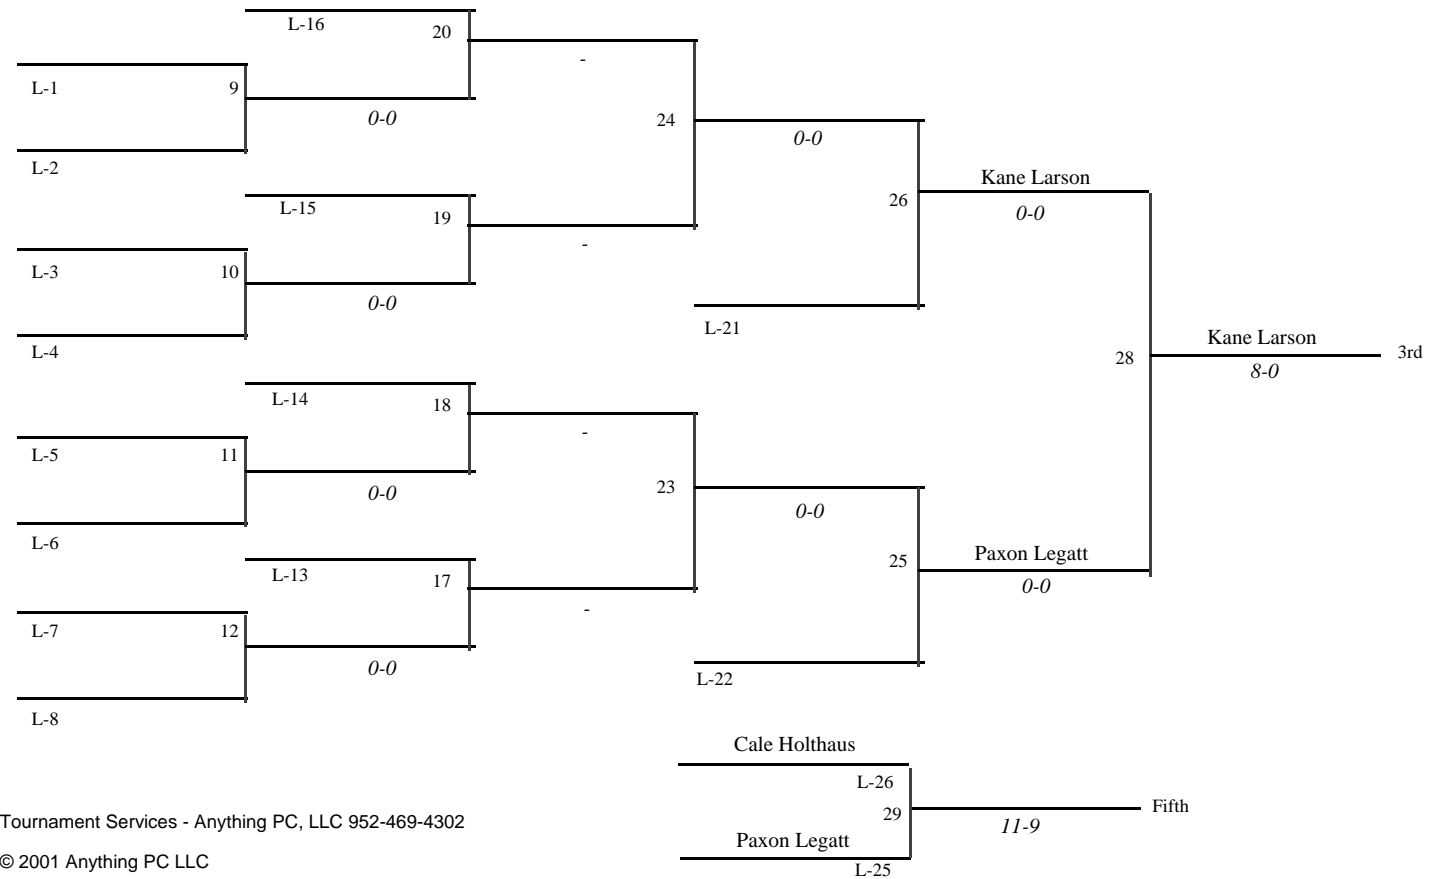 L-16
20
-
L-1
9
0-0
24
0-0
L-2
Kane Larson
26
0-0
L-15
19
-
L-3
10
0-0
L-21
L-4
Kane Larson
3rd
28
8-0
L-14
18
-
L-5
11
0-0
23
0-0
L-6
Paxon Legatt
25
0-0
L-13
17
-
L-7
12
0-0
L-22
L-8
Cale Holthaus
L-26
29
Fifth
11-9
Paxon Legatt
L-25
Tournament Services - Anything PC, LLC 952-469-4302
© 2001 Anything PC LLC